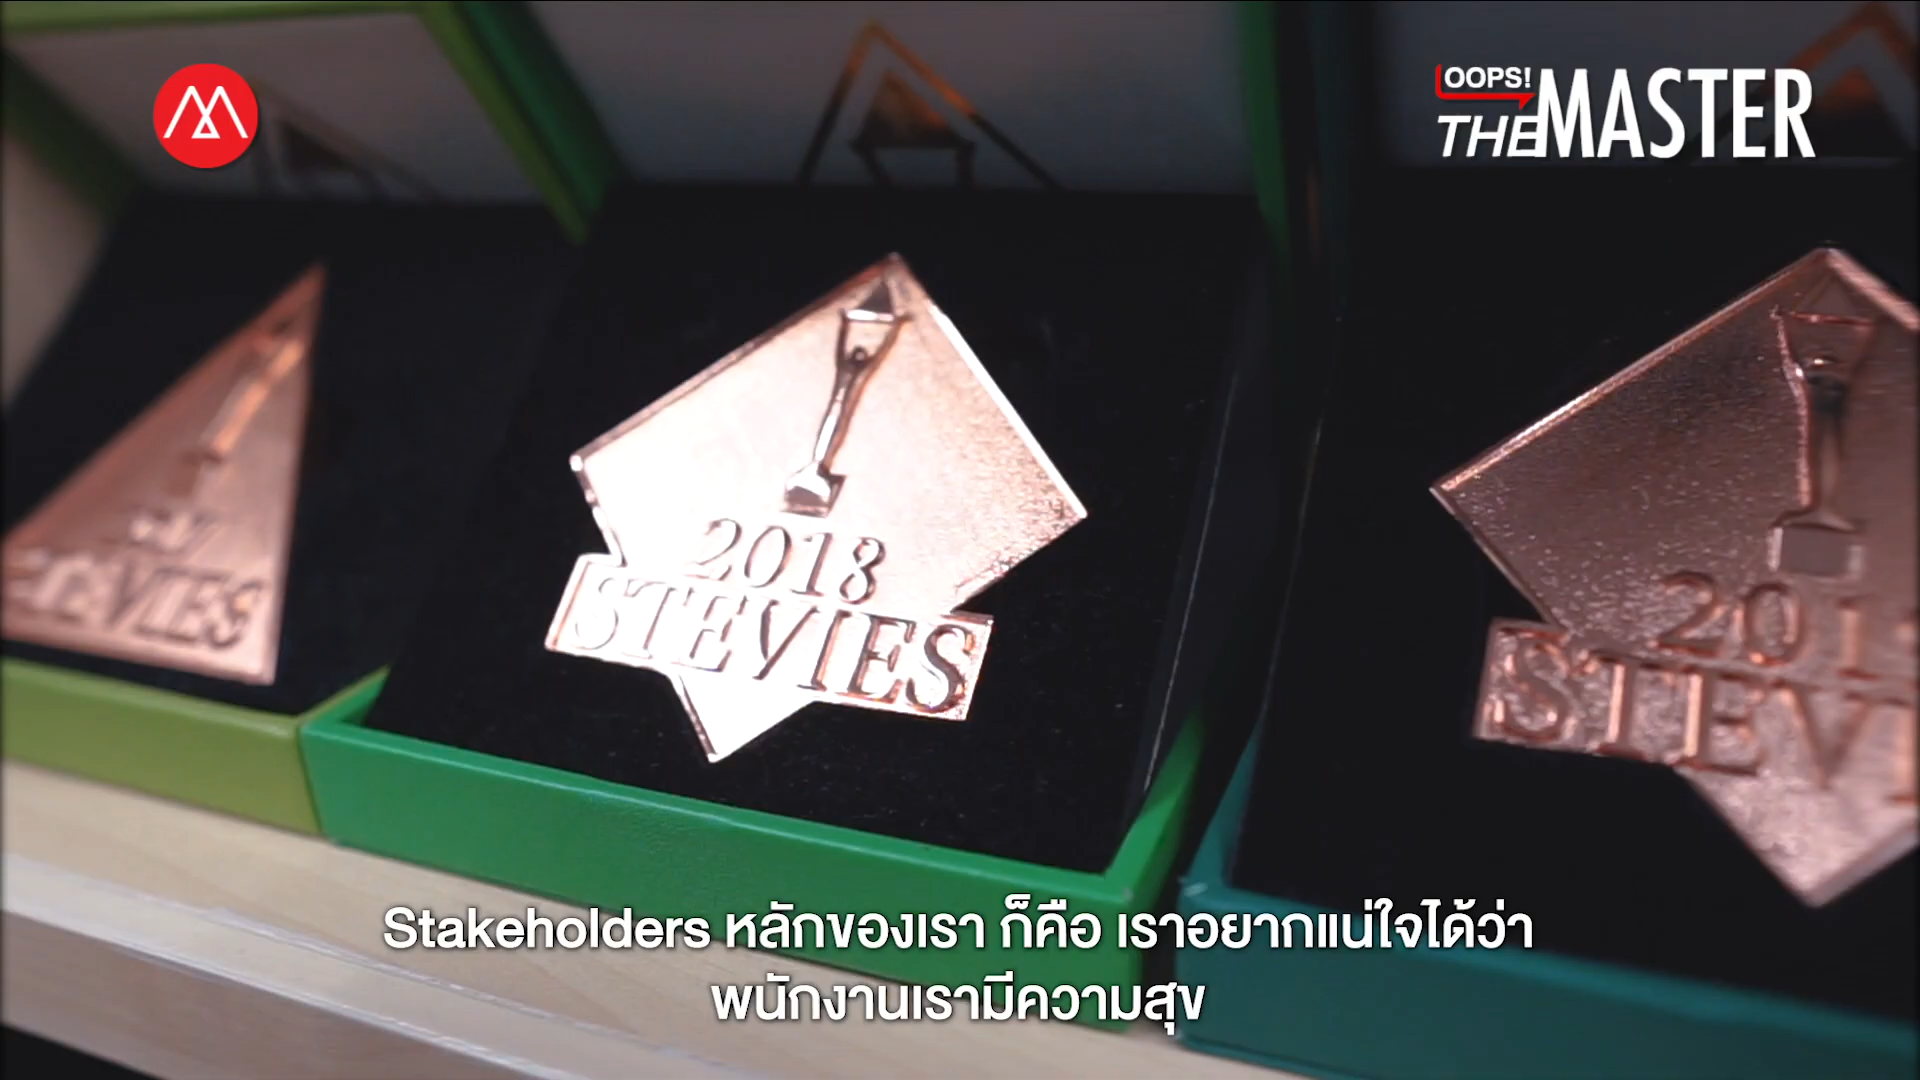 OOPS!
THE MASTER
2018
STEVIES
STEVIES
Stakeholders หลักของเรา ก็คือ เราอยากแน่ใจได้ว่า
พนักงานเรามีความสุข